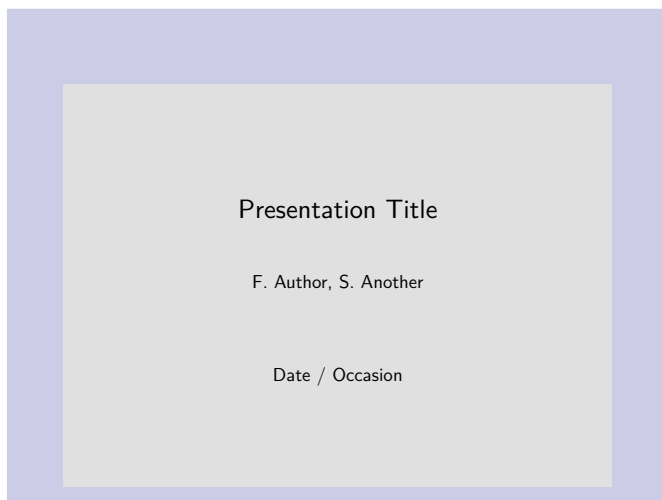 Presentation Title
F. Author, S. Another
Date / Occasion